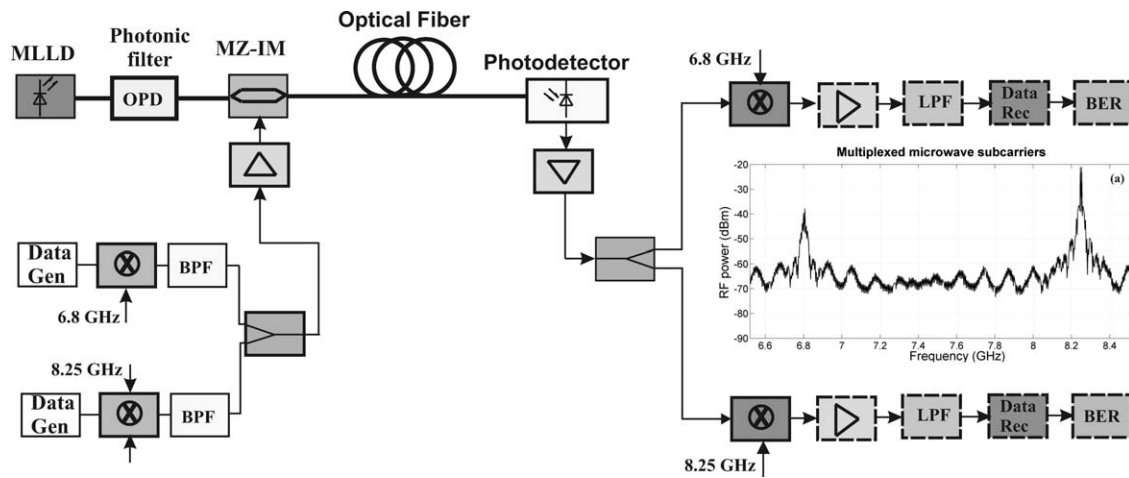 MLLD
Photonic
filter
OPD
MZ-IM
Optical Fiber
Photodetector
6.8 GHz
LPF
Data
Rec
BER
Multiplexed microwave subcarriers
(a)
RF power (dBm)
-20
-30
-40
-50
-60
-70
-80
-90
6.6
6.8
7
7.2
7.4
7.6
7.8
8
8.2
8.4
Frequency (GHz)
Data
Gen
BPF
6.8 GHz
8.25 GHz
Data
Gen
BPF
8.25 GHz
LPF
Data
Rec
BER